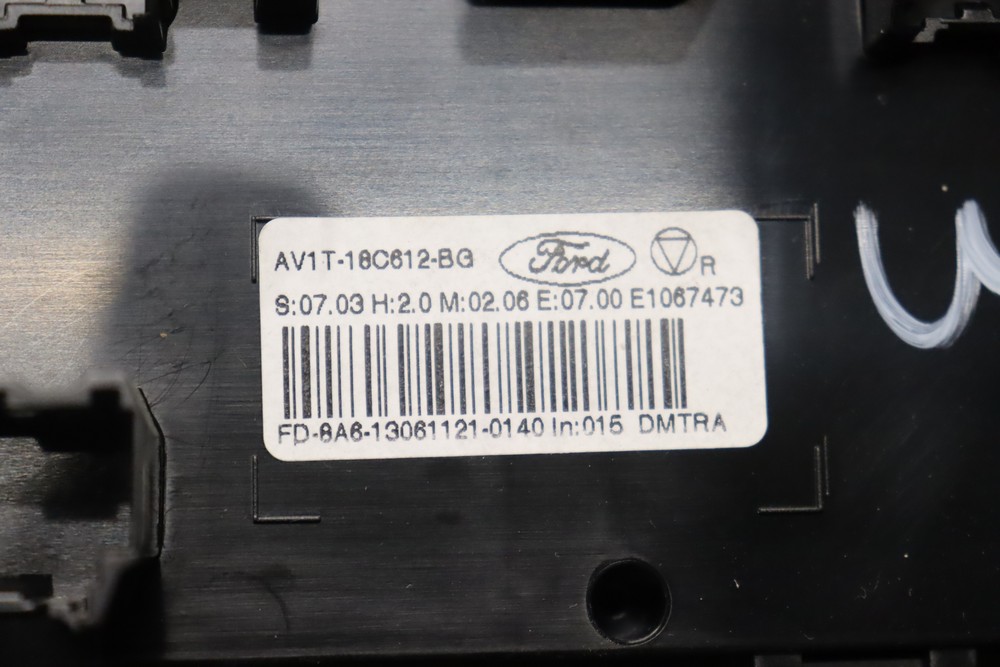 AV1T-18C612-BG Ford R
S:07.03 H:2.0 M:02.06 E:07.00 E1067473
FD-8A6-13061121-0140 In:015 DMTRA